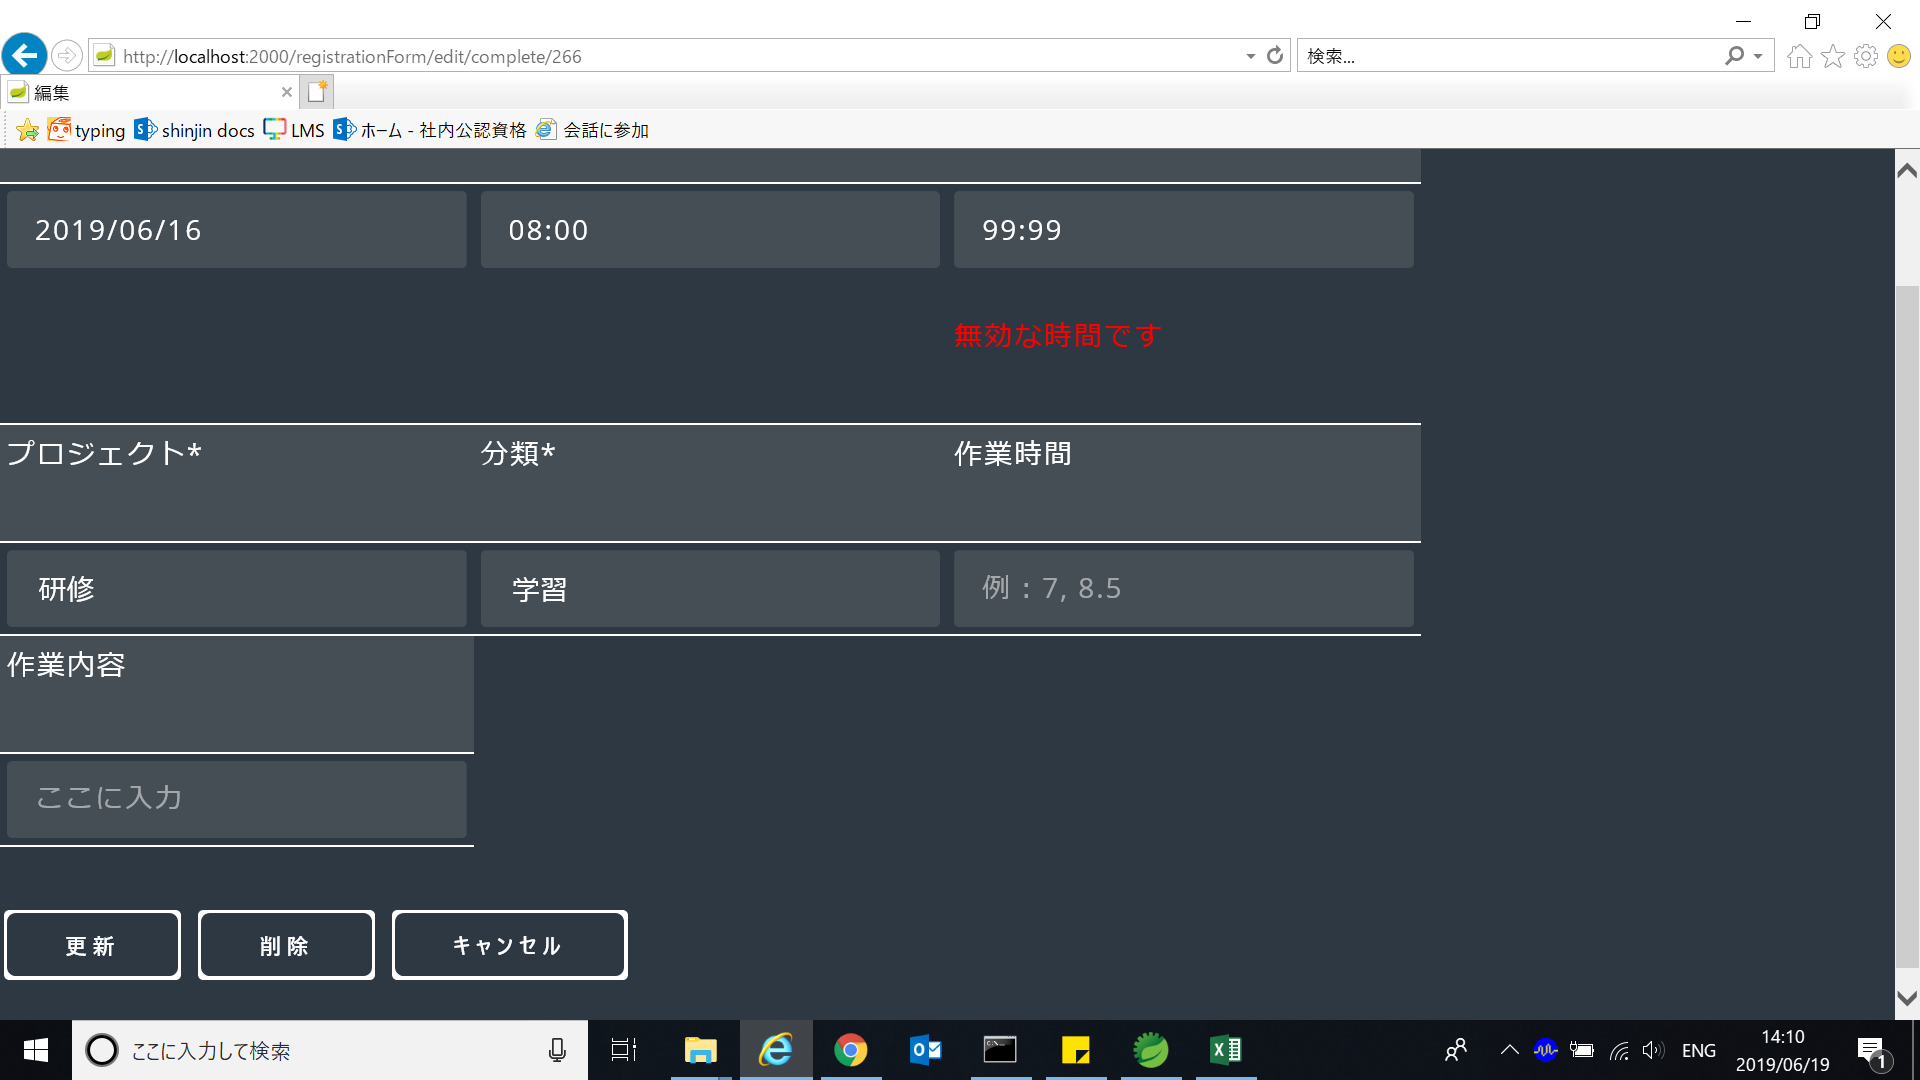 http://localhost:2000/registrationForm/edit/complete/266
検索...
編集
typing
shinjin docs
LMS
ホーム - 社内公認資格
会話に参加
2019/06/16
08:00
99:99
無効な時間です
プロジェクト*
分類*
作業時間
研修
学習
例：7, 8.5
作業内容
ここに入力
更新
削除
キャンセル
ここに入力して検索
ENG
14:10
2019/06/19
1